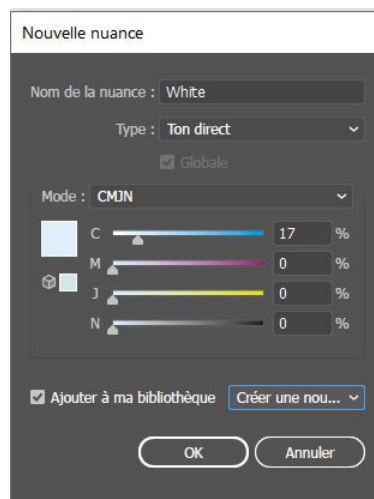 Nouvelle nuance
Nom de la nuance : White
Type : Ton direct
Globale
Mode : CMJN
C 17 %
M 0 %
J 0 %
N 0 %
Ajouter à ma bibliothèque Créer une nou...
OK Annuler